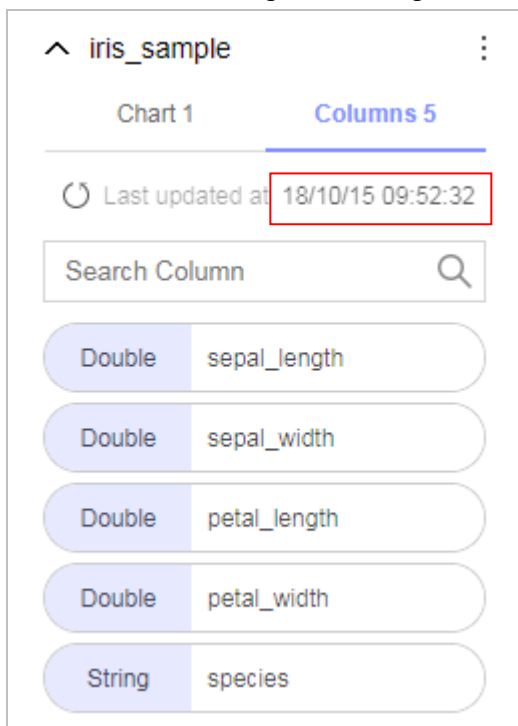 iris_sample
Chart 1 Columns 5
Last updated at 18/10/15 09:52:32
Search Column
Double sepal_length
Double sepal_width
Double petal_length
Double petal_width
String species